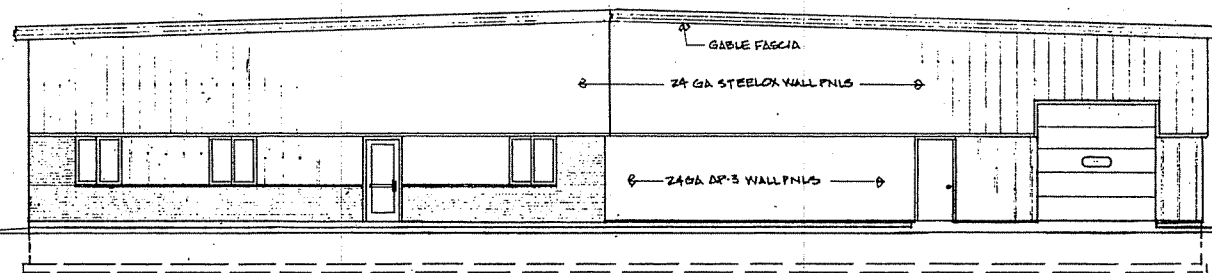 GABLE FASCIA
24 GA STEELOX WALL PNLS
24GA AP-3 WALL PNLS